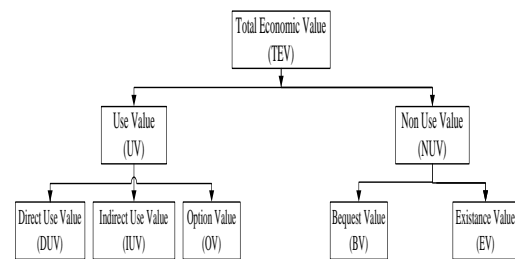 Total Economic Value
(TEV)
Use Value
(UV)
Non Use Value
(NUV)
Direct Use Value
(DUV)
Indirect Use Value
(IUV)
Option Value
(OV)
Bequest Value
(BV)
Existance Value
(EV)